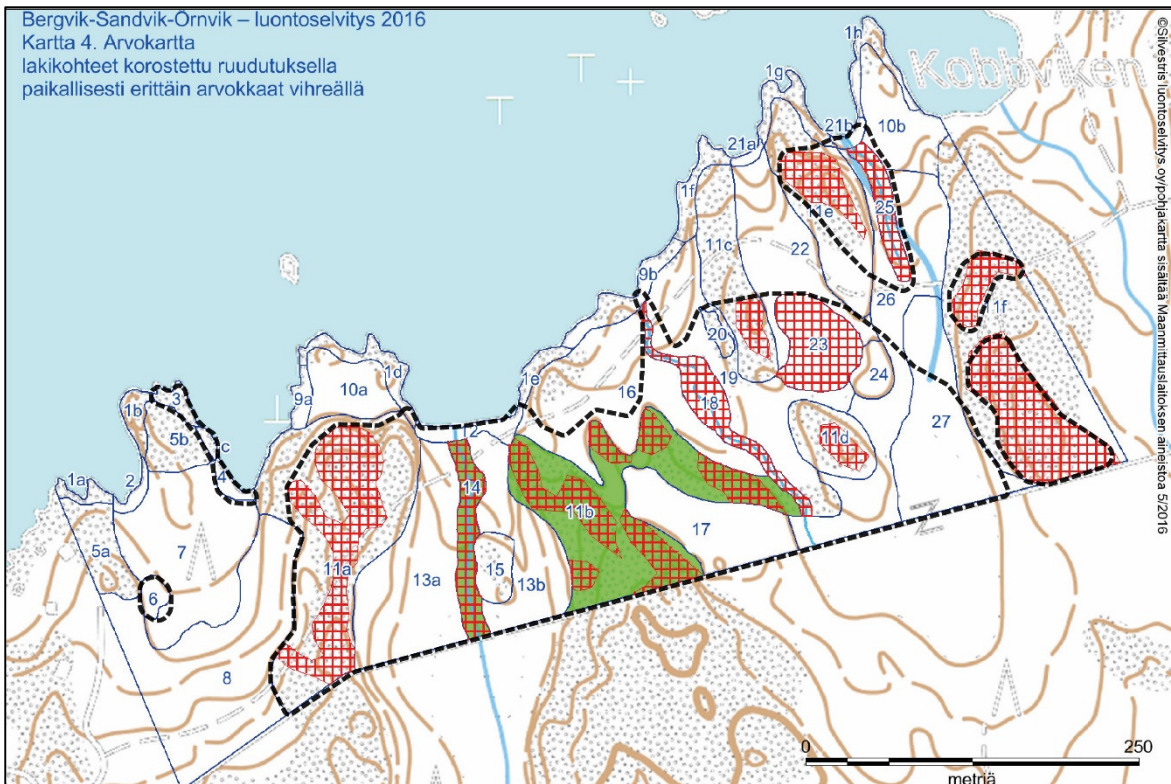 Bergvik-Sandvik-Örnvik – luontoselvitys 2016
Kartta 4. Arvokartta
lakikohteet korostettu ruudutuksella
paikallisesti erittäin arvokkaat vihreällä
©Silvestris luontoselvitys oy/pohjakartta sisältää Maanmittauslaitoksen aineistoa 5/2016
Kobbviken
1h
1g
21b
10b
21a
1f
11e
25
11c
22
9b
26
1f
20
23
19
24
1e
16
18
10a
1d
9a
3
1b
5b
c
4
2
11d
27
1a
2
14
11b
17
5a
7
11a
13a
15
13b
6
8
0
250
metriä